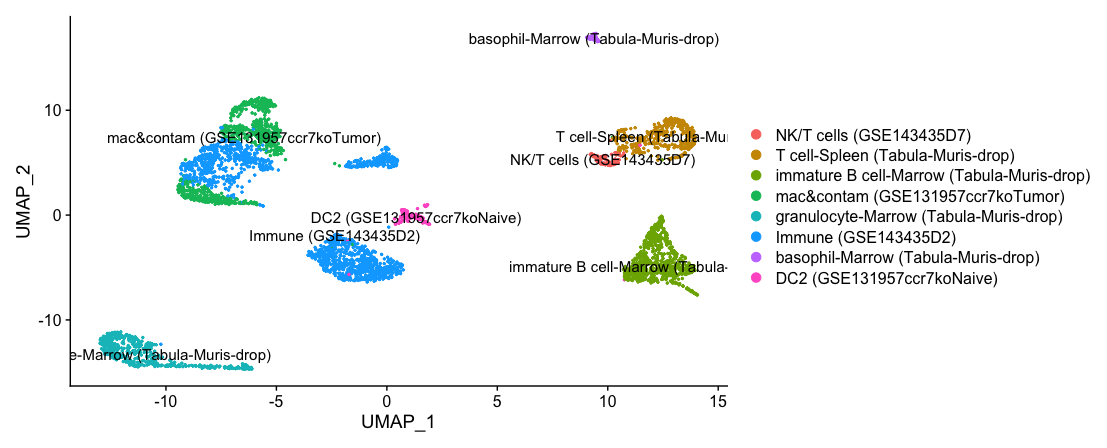 basophil-Marrow (Tabula-Muris-drop)
mac&contam (GSE131957ccr7koTumor)
T cell-Spleen (Tabula-Mu
NK/T cells (GSE143435D7)
DC2 (GSE131957ccr7koNaive)
Immune (GSE143435D2)
immature B cell-Marrow (Tabula-
e-Marrow (Tabula-Muris-drop)
10
0
-10
UMAP_2
-10
-5
0
5
10
15
UMAP_1
NK/T cells (GSE143435D7)
T cell-Spleen (Tabula-Muris-drop)
immature B cell-Marrow (Tabula-Muris-drop)
mac&contam (GSE131957ccr7koTumor)
granulocyte-Marrow (Tabula-Muris-drop)
Immune (GSE143435D2)
basophil-Marrow (Tabula-Muris-drop)
DC2 (GSE131957ccr7koNaive)